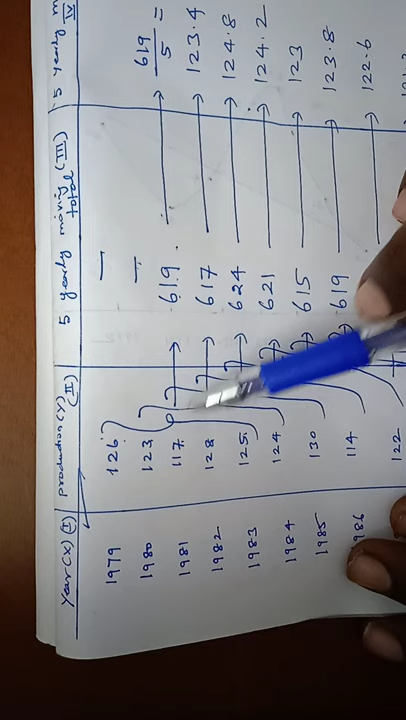 Year (X) (I) Production (Y) (II) 5 yearly moving (III) total 5 yearly m IV
1979 126 —
1980 123 —
1981 117 619 → 619/5 =
1982 128 617 → 123.4
1983 125 624 → 124.8
1984 124 621 → 124.2
1985 130 615 → 123
986 114 619 → 123.8
122 → 122.6